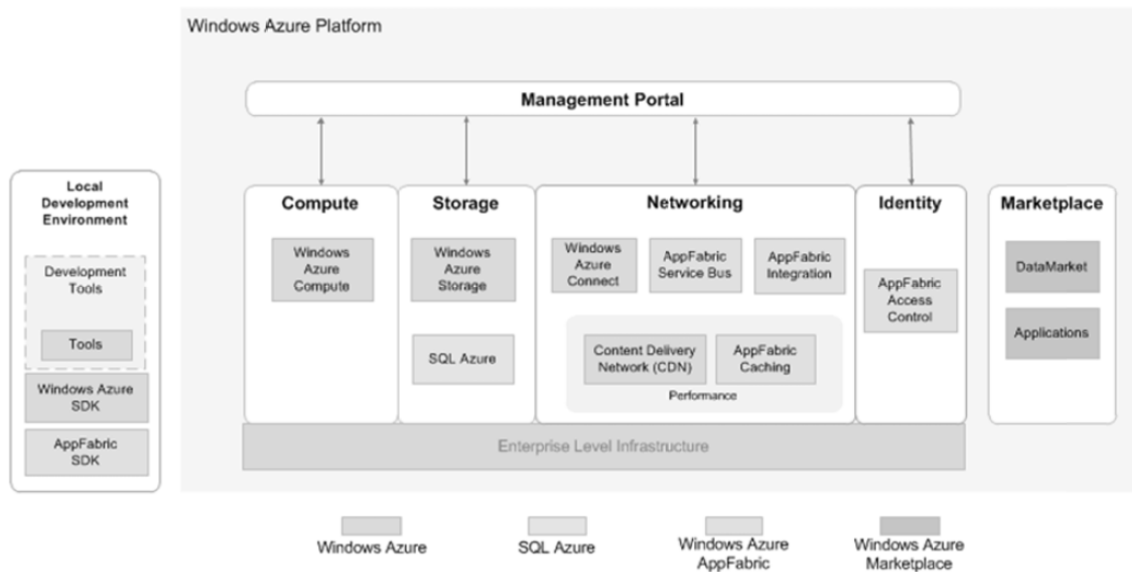 Windows Azure Platform
Management Portal
Local
Development
Environment
Development
Tools
Tools
Windows Azure
SDK
AppFabric
SDK
Compute
Windows
Azure
Compute
Storage
Windows
Azure
Storage
SQL Azure
Networking
Windows
Azure
Connect
AppFabric
Service Bus
AppFabric
Integration
Content Delivery
Network (CDN)
AppFabric
Caching
Performance
Identity
AppFabric
Access
Control
Marketplace
DataMarket
Applications
Enterprise Level Infrastructure
Windows Azure
SQL Azure
Windows Azure
AppFabric
Windows Azure
Marketplace